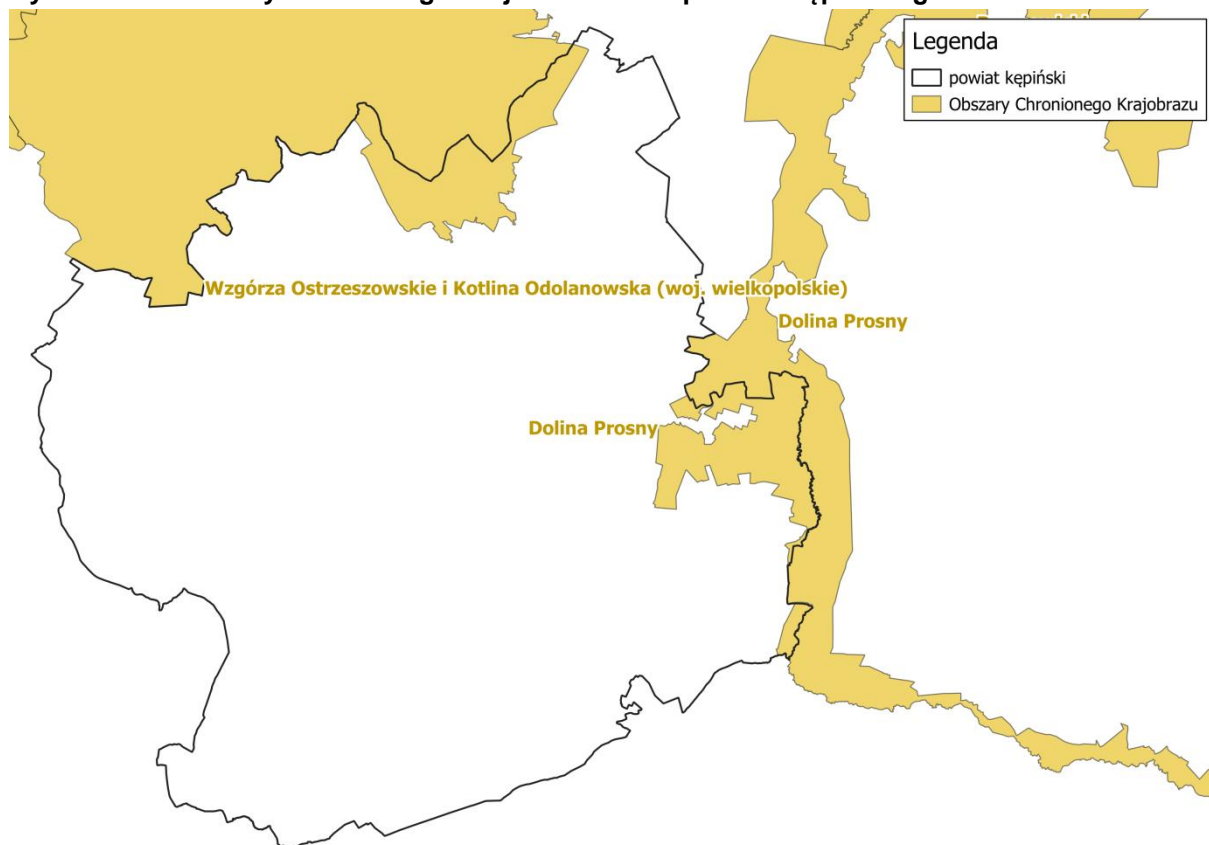 Legenda
powiat kępiński
Obszary Chronionego Krajobrazu
Wzgórza Ostrzeszowskie i Kotlina Odolanowska (woj. wielkopolskie)
Dolina Prosny
Dolina Prosny